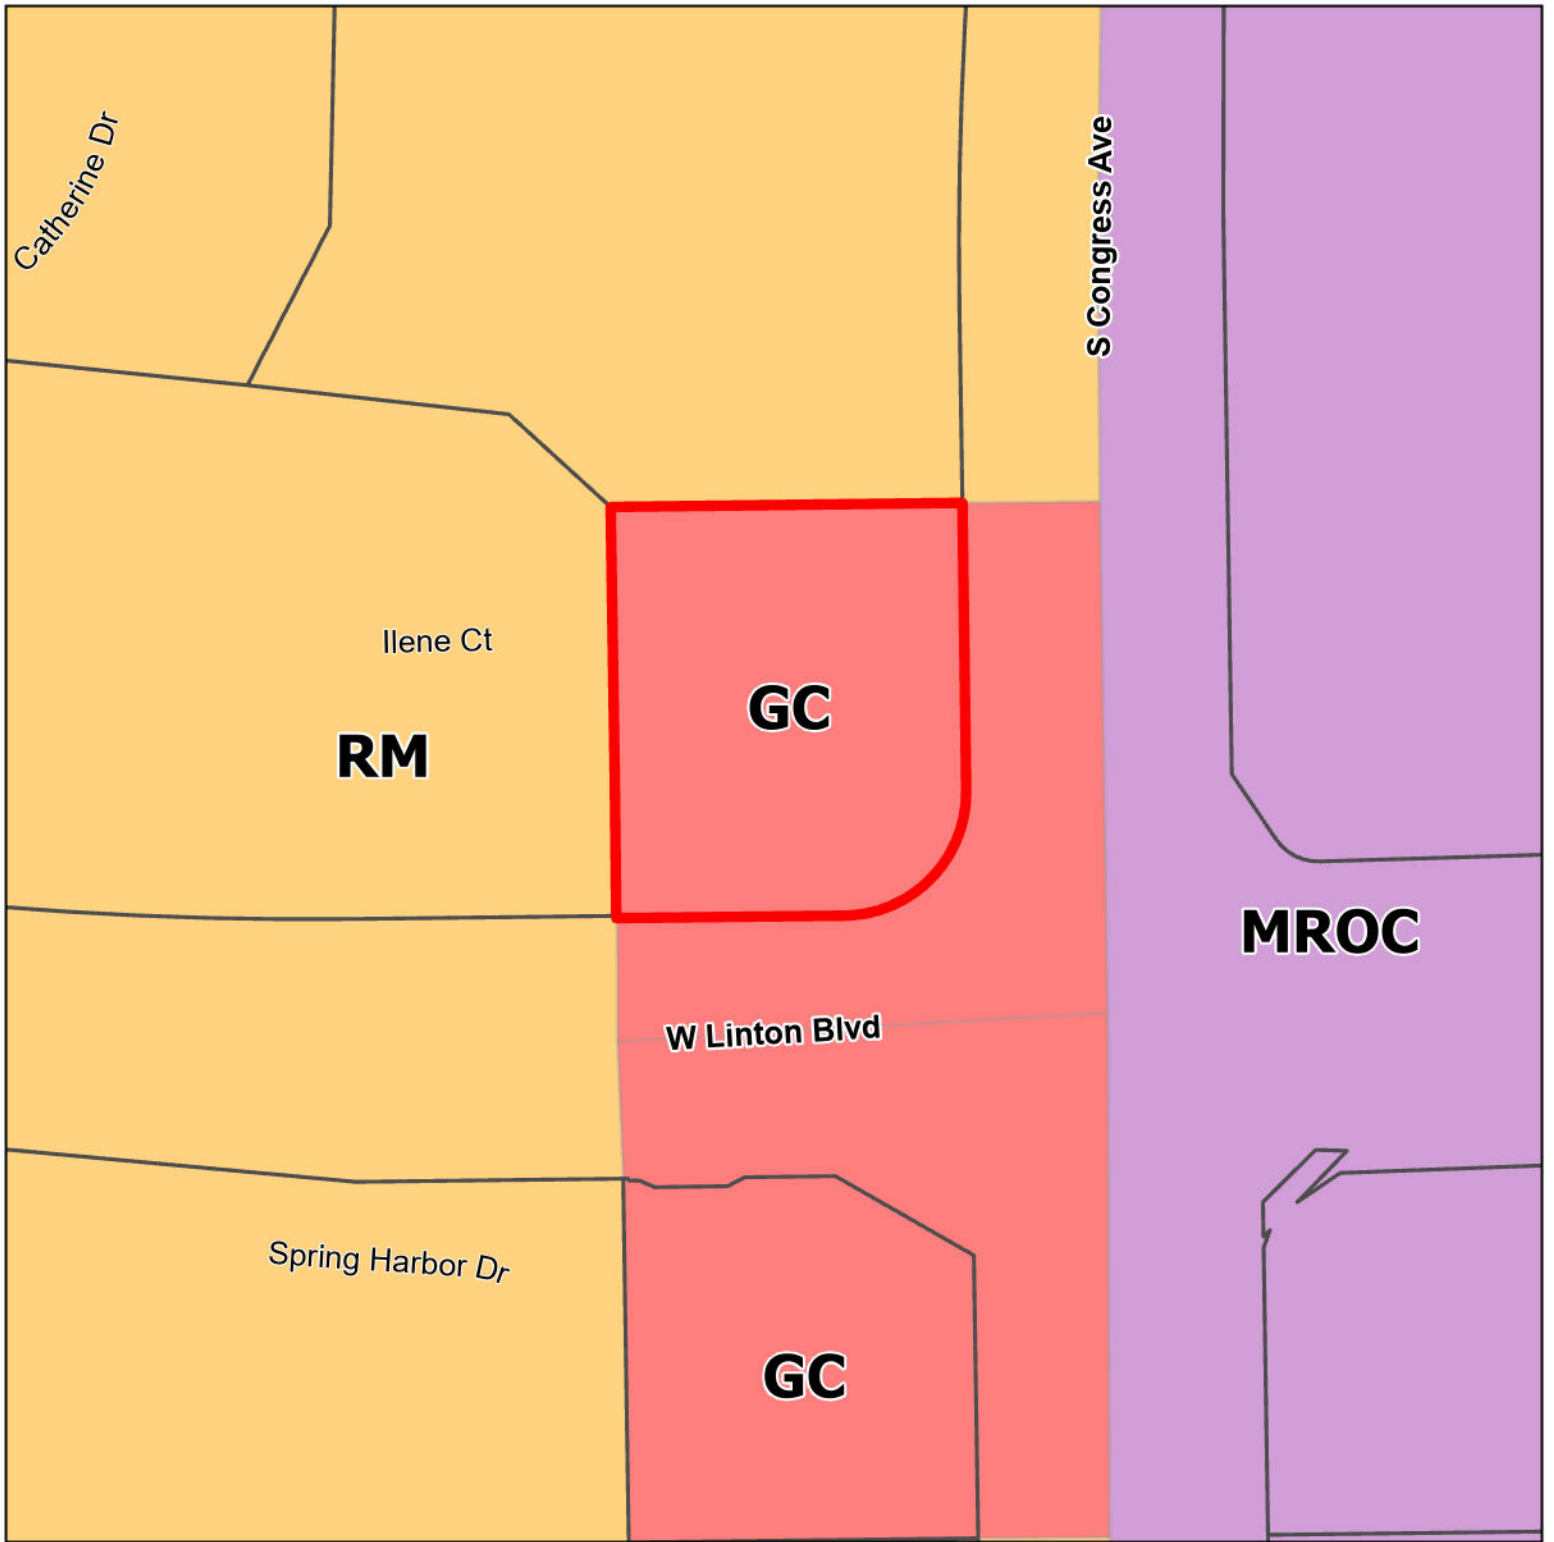 Catherine Dr
S Congress Ave
Ilene Ct
GC
RM
MROC
W Linton Blvd
Spring Harbor Dr
GC